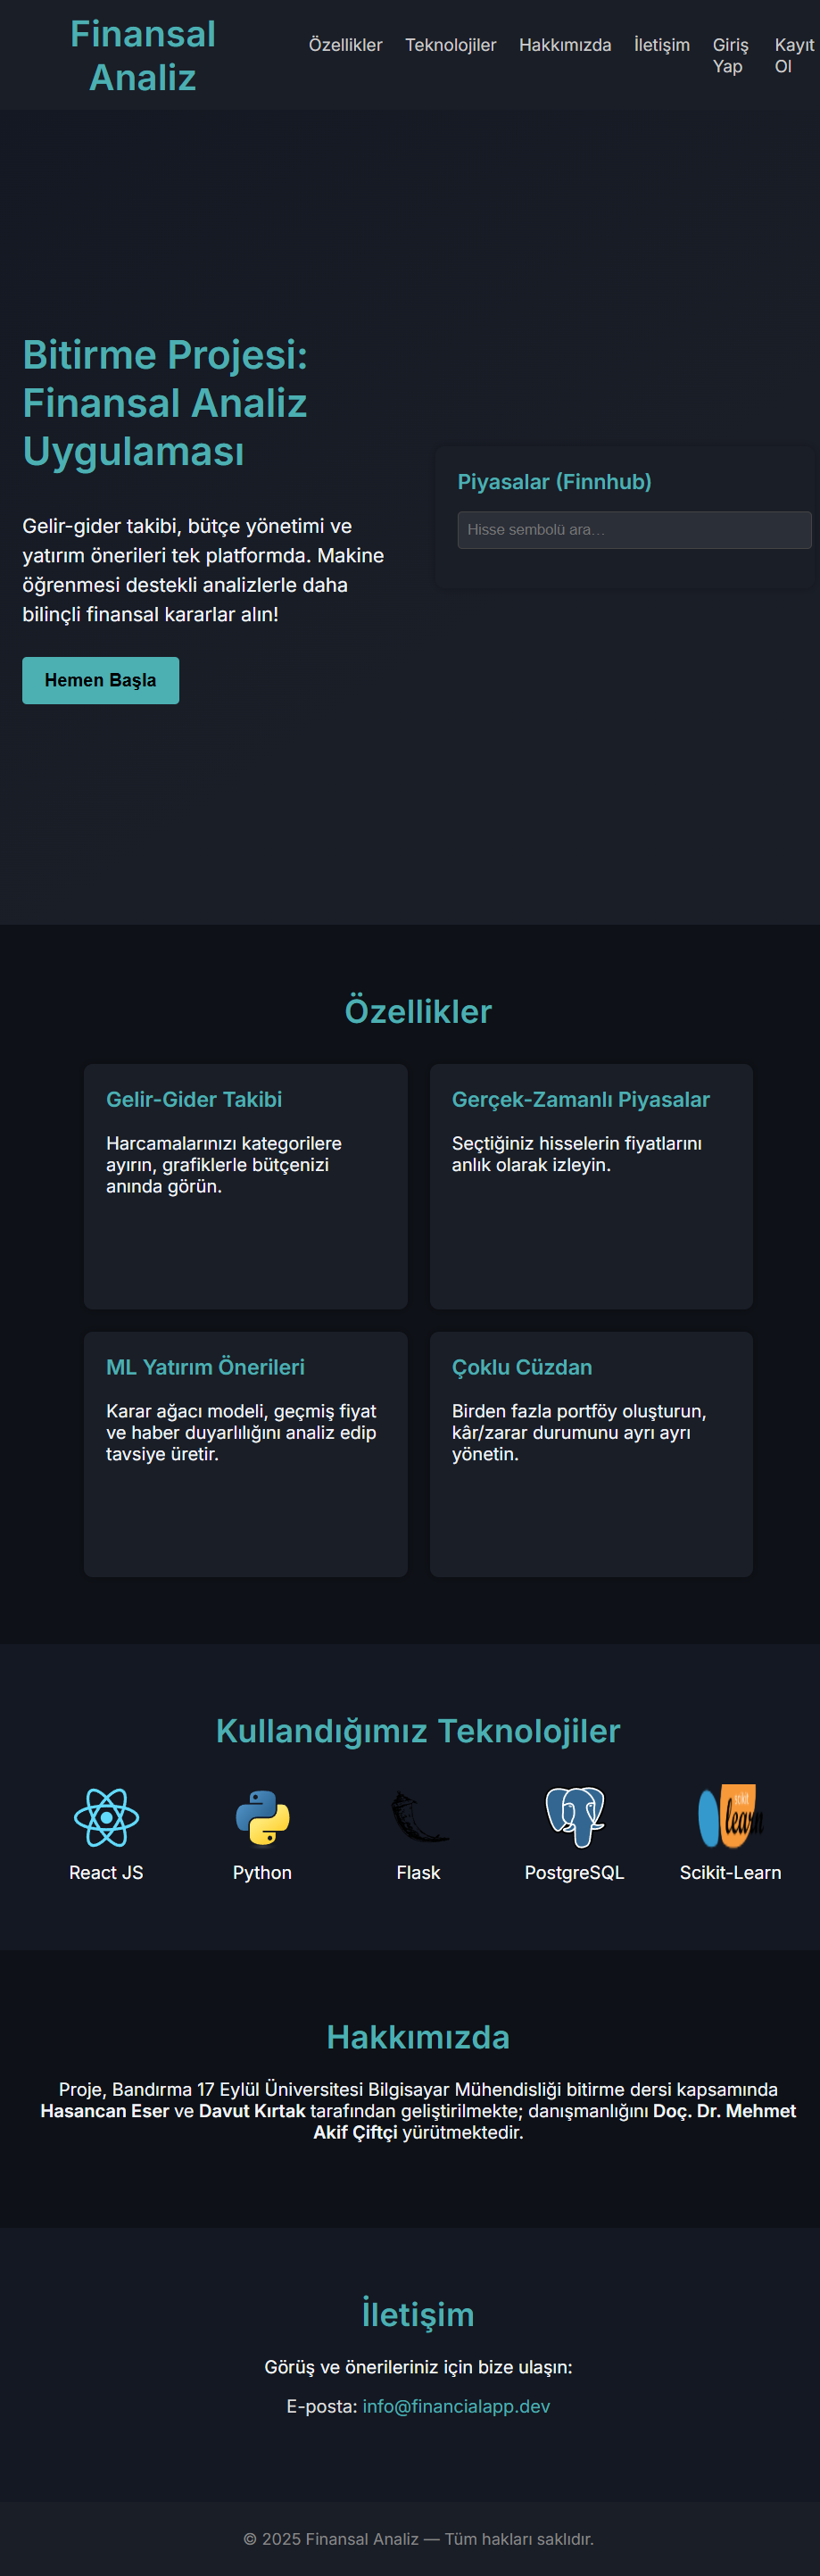 Finansal
Analiz
Özellikler
Teknolojiler
Hakkımızda
İletişim
Giriş
Yap
Kayıt
Ol
Bitirme Projesi:
Finansal Analiz
Uygulaması
Gelir-gider takibi, bütçe yönetimi ve
yatırım önerileri tek platformda. Makine
öğrenmesi destekli analizlerle daha
bilinçli finansal kararlar alın!
Hemen Başla
Piyasalar (Finnhub)
Hisse sembolü ara...
Özellikler
Gelir-Gider Takibi
Harcamalarınızı kategorilere
ayırın, grafiklerle bütçenizi
anında görün.
Gerçek-Zamanlı Piyasalar
Seçtiğiniz hisselerin fiyatlarını
anlık olarak izleyin.
ML Yatırım Önerileri
Karar ağacı modeli, geçmiş fiyat
ve haber duyarlılığını analiz edip
tavsiye üretir.
Çoklu Cüzdan
Birden fazla portföy oluşturun,
kâr/zarar durumunu ayrı ayrı
yönetin.
Kullandığımız Teknolojiler
React JS
Python
Flask
PostgreSQL
scikit
learn
Scikit-Learn
Hakkımızda
Proje, Bandırma 17 Eylül Üniversitesi Bilgisayar Mühendisliği bitirme dersi kapsamında
Hasancan Eser ve Davut Kırtak tarafından geliştirilmekte; danışmanlığını Doç. Dr. Mehmet
Akif Çiftçi yürütmektedir.
İletişim
Görüş ve önerileriniz için bize ulaşın:
E-posta: info@financialapp.dev
© 2025 Finansal Analiz — Tüm hakları saklıdır.